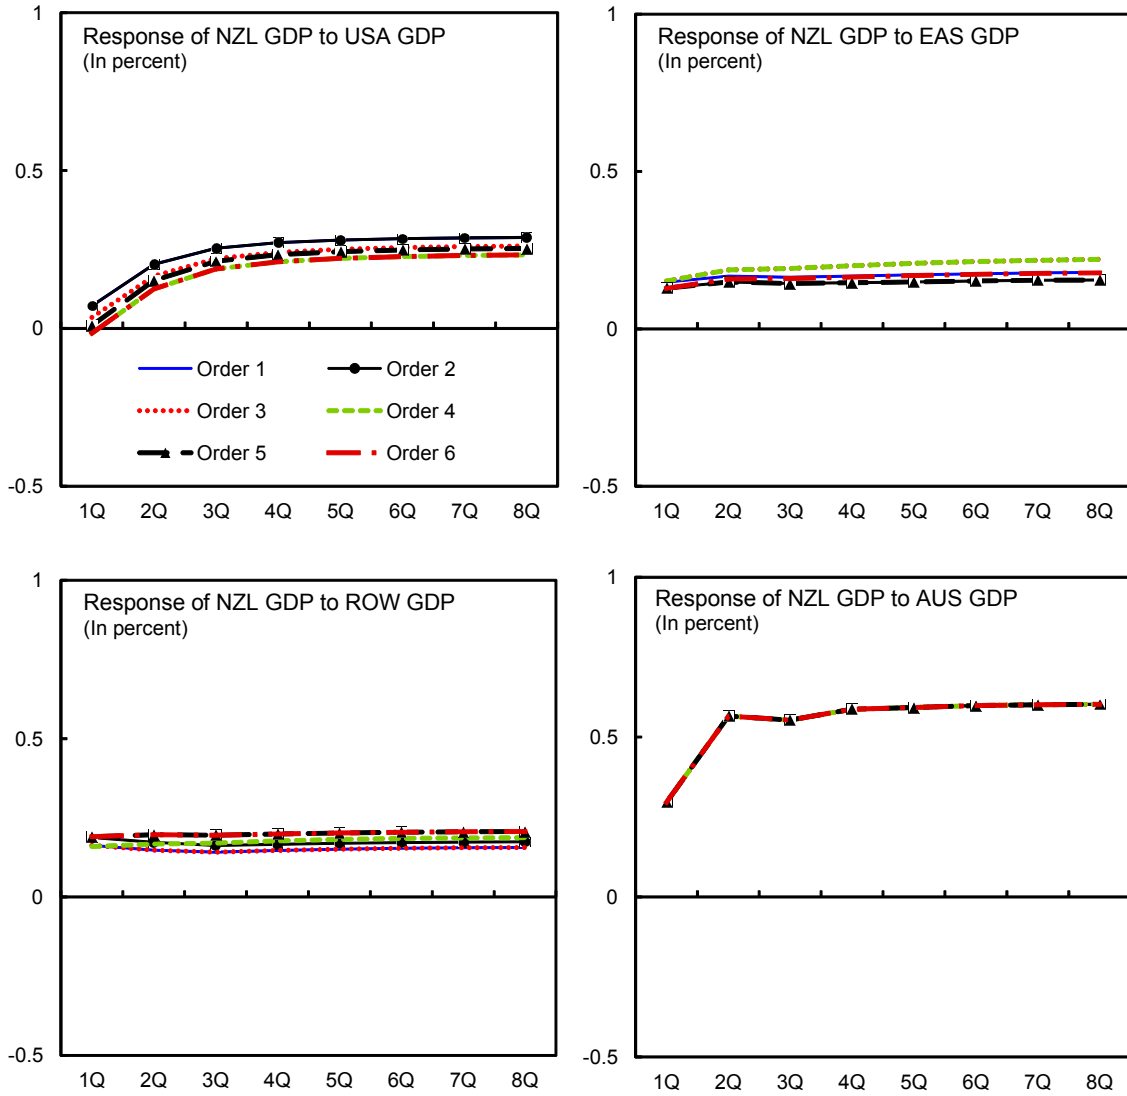 Response of NZL GDP to USA GDP
(In percent)
1
0.5
0
-0.5
Order 1
Order 2
Order 3
Order 4
Order 5
Order 6
1Q 2Q 3Q 4Q 5Q 6Q 7Q 8Q
Response of NZL GDP to EAS GDP
(In percent)
1
0.5
0
-0.5
1Q 2Q 3Q 4Q 5Q 6Q 7Q 8Q
Response of NZL GDP to ROW GDP
(In percent)
1
0.5
0
-0.5
1Q 2Q 3Q 4Q 5Q 6Q 7Q 8Q
Response of NZL GDP to AUS GDP
(In percent)
1
0.5
0
-0.5
1Q 2Q 3Q 4Q 5Q 6Q 7Q 8Q